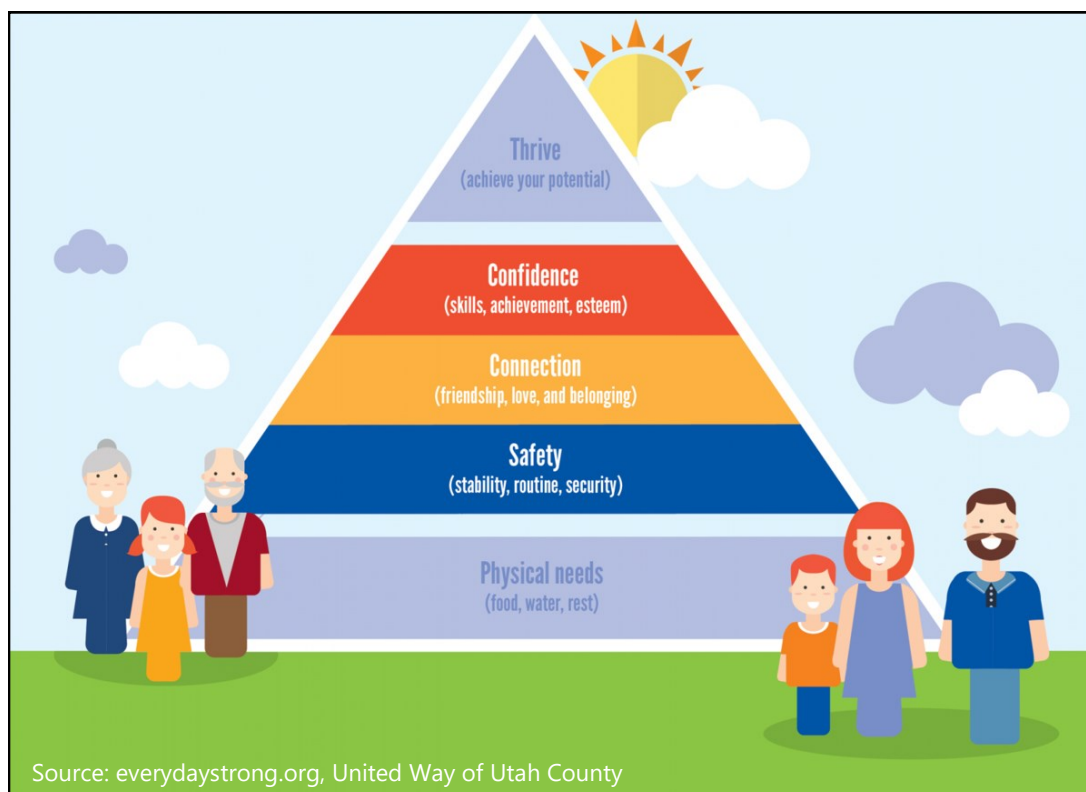 Thrive
(achieve your potential)
Confidence
(skills, achievement, esteem)
Connection
(friendship, love, and belonging)
Safety
(stability, routine, security)
Physical needs
(food, water, rest)
Source: everydaystrong.org, United Way of Utah County